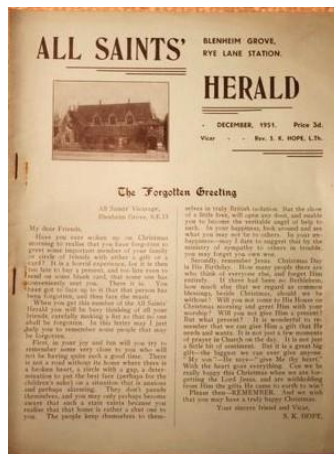 ALL SAINTS'
BLENHEIM GROVE,
RYE LANE STATION.
HERALD
- DECEMBER, 1951. Price 3d.
Vicar - - Rev. S. K. HOPE, L.Th.
The Forgotten Greeting
All Saints' Vicarage,
Blenheim Grove, S.E.15
My dear Friends,
Have you ever woken up on Christmas
morning to realise that you have forgotten to
greet some important member of your family
or circle of friends with either a gift or a
card? It is a horrid experience, for it is then
too late to buy a present, and too late even to
send on some blank card, that some one has
conveniently sent you. There it is. You
have got to face up to it that that person has
been forgotten, and then face the music.
When you get this number of the All Saints'
Herald you will be busy thinking of all your
friends, carefully making a list so that no one
shall be forgotten. In this letter may I just
help you to remember some people that may
be forgotten.
First, in your joy and fun will you try to
remember some very close to you who will
not be having quite such a good time. There
is not a road without its home where there is
a broken heart, a circle with a gap, a deter-
mination to put the best face (perhaps for the
children's sake) on a situation that is anxious
and perhaps alarming. They don't parade
themselves, and you may only perhaps become
aware that such a state exists because you
realise that that home is rather a shut one to
you. The people keep themselves to them-
selves in truly British isolation. But the clover
of a little look, will open any door, and enable
you to become the veritable angel of help to
such. In your happiness, look around and see
what you may not be to others. In your un-
happiness—may I dare to suggest this by the
ministry of sympathy to others in trouble,
you may forget you own woe.
Secondly, remember Jesus. Christmas Day
is His Birthday. How many people there are
who think of everyone else, and forget Him
entirely. If there had been no Bethlehem,
how much else that we regard as common
blessings, besides Christmas, should we be
without? Will you come to His House on
Christmas morning and greet Him with your
worship? Will you not give Him a present?
But what present? It is wonderful to re-
member that we can give Him a gift that He
needs and wants. It is not just a few moments
of prayer in Church on the day. It is not just
a little bit of sentiment. But it is a great big
gift—the biggest we can ever give anyone.
My you"—He says—"give Me thy heart."
With the heart goes everything. Can we be
really happy this Christmas when we are for-
getting the Lord Jesus, and are withholding
from Him the gifts He came to earth to win?
Please then—REMEMBER. And we wish
that you may have a truly happy Christmas.
Your sincere friend and Vicar,
S. K. HOPE.